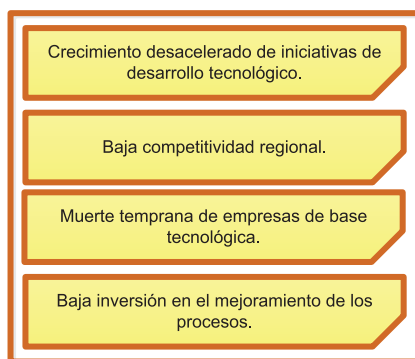 Crecimiento desacelerado de iniciativas de
desarrollo tecnológico.
Baja competitividad regional.
Muerte temprana de empresas de base
tecnológica.
Baja inversión en el mejoramiento de los
procesos.